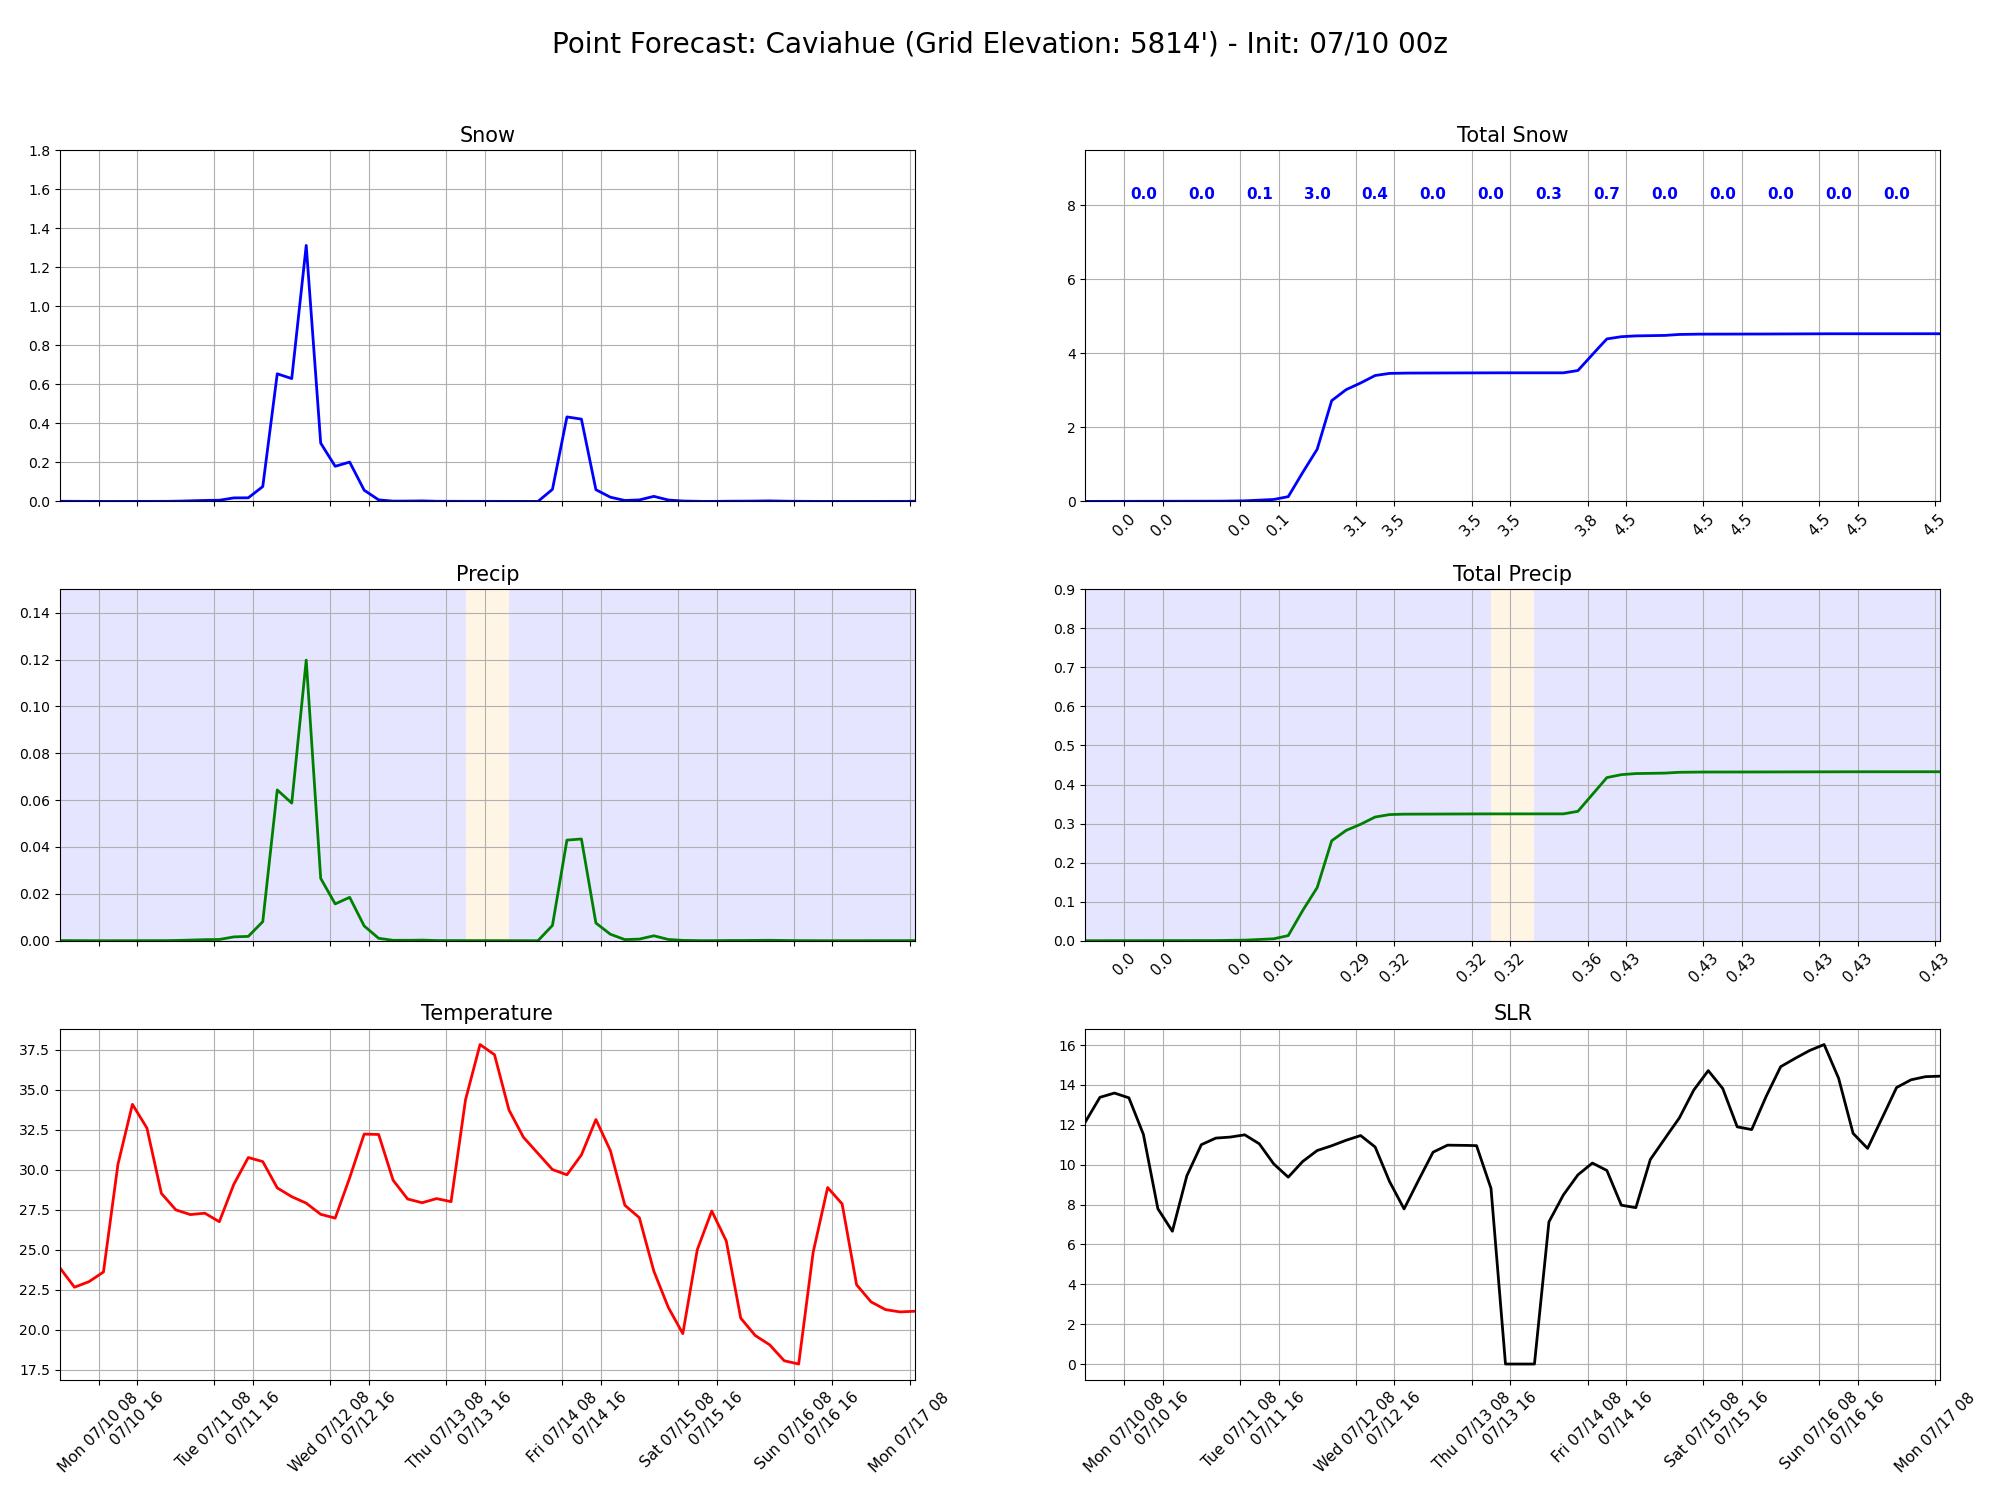 Point Forecast: Caviahue (Grid Elevation: 5814') - Init: 07/10 00z
Snow
1.8
1.6
1.4
1.2
1.0
0.8
0.6
0.4
0.2
0.0
Total Snow
0.0 0.0 0.1 3.0 0.4 0.0 0.0 0.3 0.7 0.0 0.0 0.0 0.0 0.0
8
6
4
2
0
0.0 0.0 0.0 0.1 3.1 3.5 3.5 3.5 3.8 4.5 4.5 4.5 4.5 4.5 4.5
Precip
0.14
0.12
0.10
0.08
0.06
0.04
0.02
0.00
Total Precip
0.9
0.8
0.7
0.6
0.5
0.4
0.3
0.2
0.1
0.0
0.0 0.0 0.0 0.01 0.29 0.32 0.32 0.32 0.36 0.43 0.43 0.43 0.43 0.43 0.43
Temperature
37.5
35.0
32.5
30.0
27.5
25.0
22.5
20.0
17.5
Mon 07/10 08
07/10 16
Tue 07/11 08
07/11 16
Wed 07/12 08
07/12 16
Thu 07/13 08
07/13 16
Fri 07/14 08
07/14 16
Sat 07/15 08
07/15 16
Sun 07/16 08
07/16 16
Mon 07/17 08
SLR
16
14
12
10
8
6
4
2
0
Mon 07/10 08
07/10 16
Tue 07/11 08
07/11 16
Wed 07/12 08
07/12 16
Thu 07/13 08
07/13 16
Fri 07/14 08
07/14 16
Sat 07/15 08
07/15 16
Sun 07/16 08
07/16 16
Mon 07/17 08